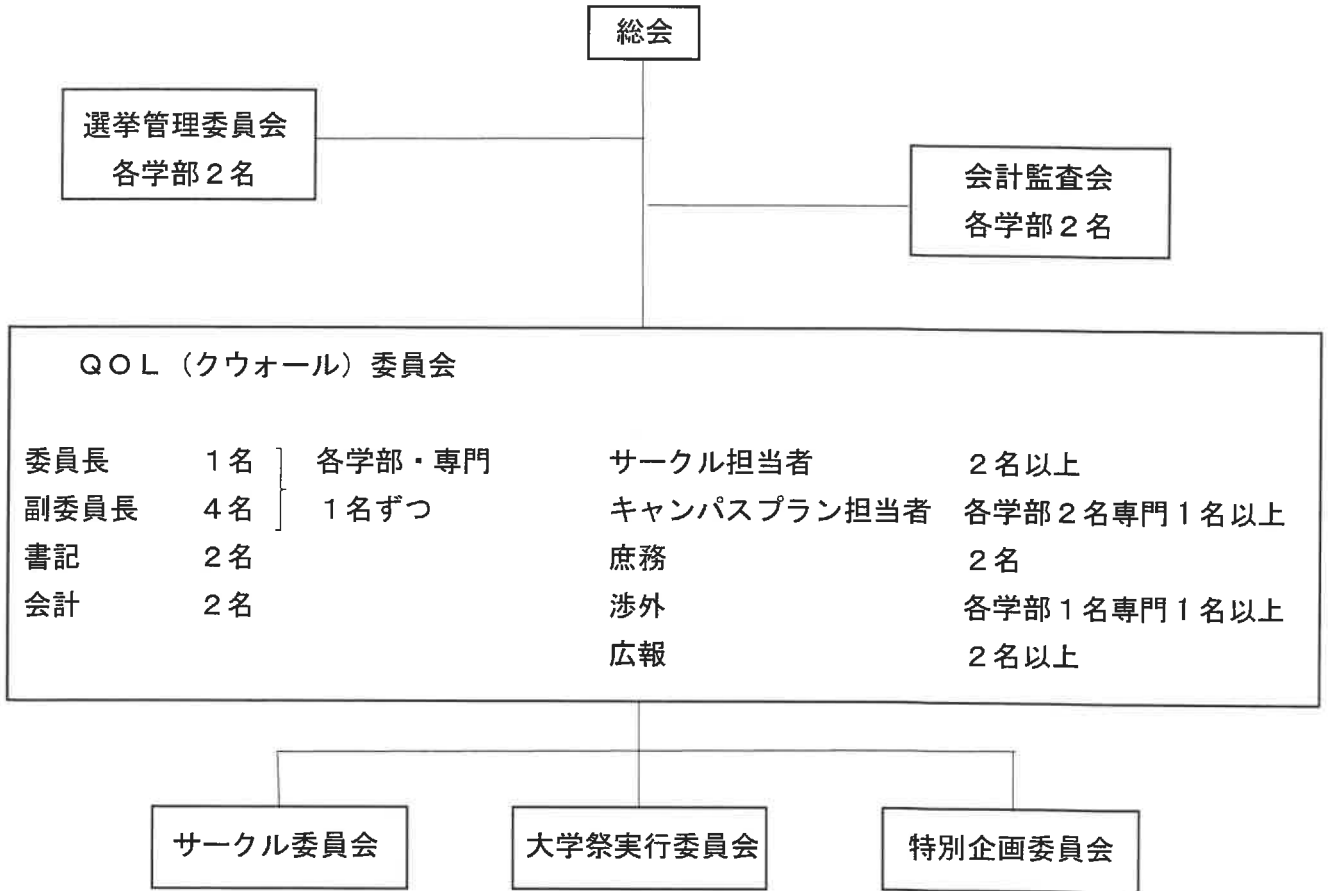 総会
選挙管理委員会
各学部２名
会計監査会
各学部２名
ＱＯＬ（クウォール）委員会
委員長 １名 各学部・専門 サークル担当者 ２名以上
副委員長 ４名 １名ずつ キャンパスプラン担当者 各学部２名専門１名以上
書記 ２名 庶務 ２名
会計 ２名 渉外 各学部１名専門１名以上
広報 ２名以上
サークル委員会 大学祭実行委員会 特別企画委員会